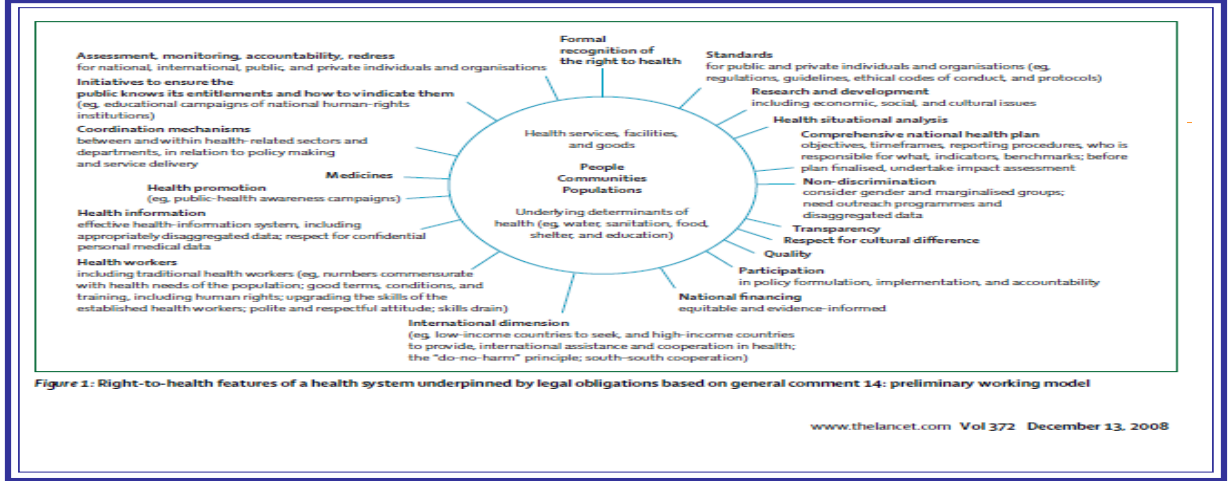 Formal
recognition of
the right to health
Standards
for public and private individuals and organisations (eg,
regulations, guidelines, ethical codes of conduct, and protocols)
Research and development
including economic, social, and cultural issues
Health situational analysis
Comprehensive national health plan
objectives, timeframes, reporting procedures, who is
responsible for what, indicators, benchmarks; before
plan finalised, undertake impact assessment
Non-discrimination
consider gender and marginalised groups;
need outreach programmes and
disaggregated data
Transparency
Respect for cultural difference
Quality
Participation
in policy formulation, implementation, and accountability
National financing
equitable and evidence-informed
International dimension
(eg, low-income countries to seek, and high-income countries
to provide, international assistance and cooperation in health;
the "do-no-harm" principle; south–south cooperation)
Health workers
including traditional health workers (eg, numbers commensurate
with health needs of the population; good terms, conditions, and
training, including human rights; upgrading the skills of the
established health workers; polite and respectful attitude; skills drain)
Health information
effective health-information system, including
appropriately disaggregated data; respect for confidential
personal medical data
Health promotion
(eg, public-health awareness campaigns)
Medicines
Coordination mechanisms
between and within health-related sectors and
departments, in relation to policy making
and service delivery
Initiatives to ensure the
public knows its entitlements and how to vindicate them
(eg, educational campaigns of national human-rights
institutions)
Assessment, monitoring, accountability, redress
for national, international, public, and private individuals and organisations
Health services, facilities,
and goods
People
Communities
Populations
Underlying determinants of
health (eg, water, sanitation, food,
shelter, and education)
Figure 1: Right-to-health features of a health system underpinned by legal obligations based on general comment 14: preliminary working model
www.thelancet.com Vol 372 December 13, 2008